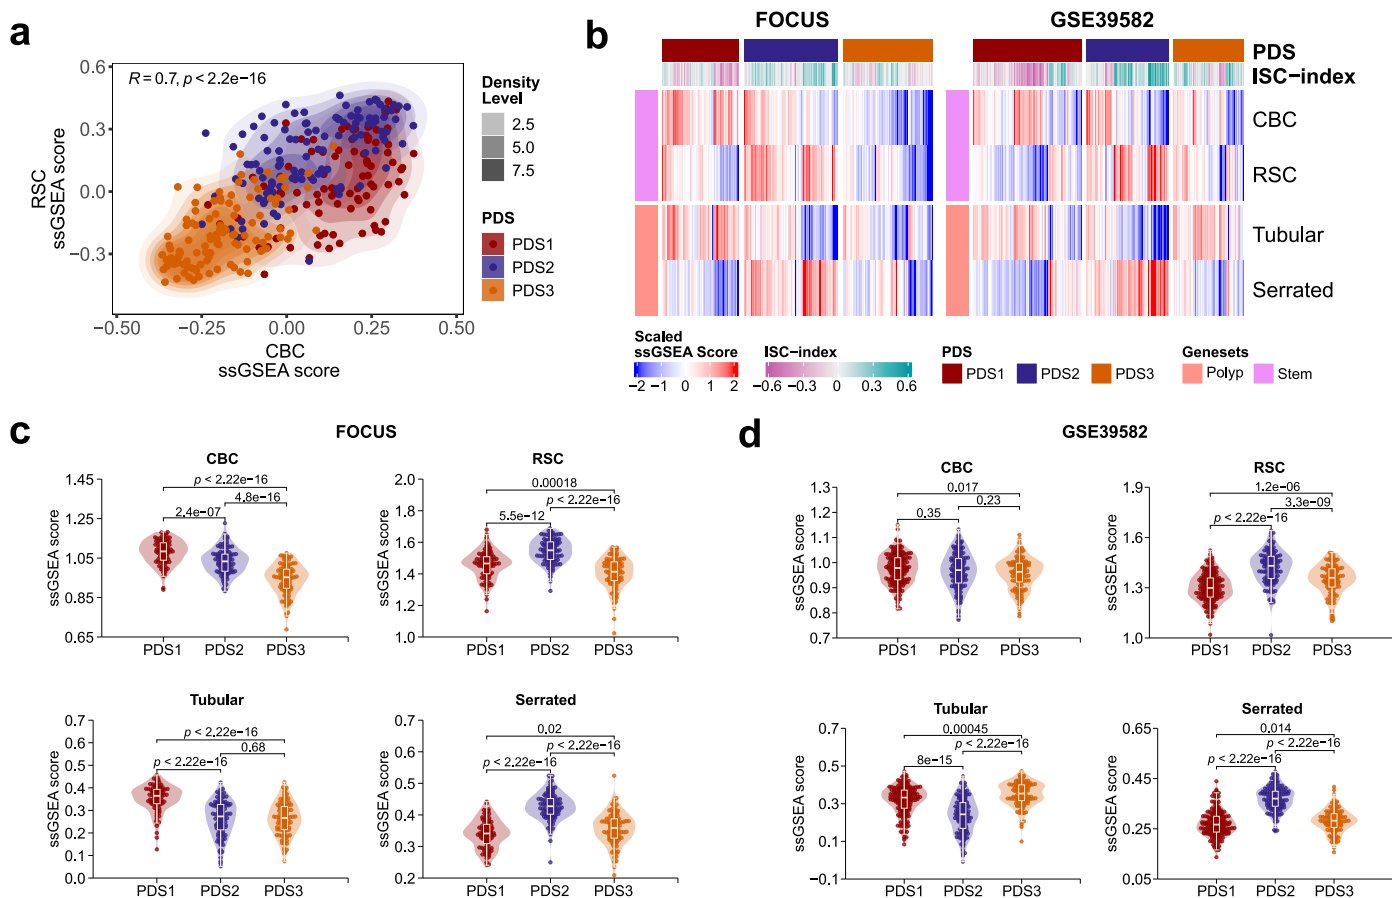 a
R = 0.7, p < 2.2e−16
0.6
0.3
0.0
−0.3
RSC
ssGSEA score
−0.50
−0.25
0.00
0.25
0.50
CBC
ssGSEA score
Density
Level
2.5
5.0
7.5
PDS
PDS1
PDS2
PDS3
b
FOCUS
GSE39582
PDS
ISC−index
CBC
RSC
Tubular
Serrated
Scaled
ssGSEA Score
−2 −1 0 1 2
ISC−index
−0.6 −0.3 0 0.3 0.6
PDS
PDS1 PDS2 PDS3
Genesets
Polyp Stem
c
FOCUS
CBC
1.45
1.25
1.05
0.85
0.65
ssGSEA score
p < 2.22e−16
4.8e−16
2.4e−07
PDS1 PDS2 PDS3
RSC
2.0
1.8
1.6
1.4
1.2
1.0
ssGSEA score
0.00018
p < 2.22e−16
5.5e−12
PDS1 PDS2 PDS3
Tubular
0.7
0.6
0.5
0.4
0.3
0.2
0.1
0.0
ssGSEA score
p < 2.22e−16
0.68
p < 2.22e−16
PDS1 PDS2 PDS3
Serrated
0.7
0.6
0.5
0.4
0.3
0.2
ssGSEA score
0.02
p < 2.22e−16
p < 2.22e−16
PDS1 PDS2 PDS3
d
GSE39582
CBC
1.3
1.2
1.1
1.0
0.9
0.8
0.7
ssGSEA score
0.017
0.23
0.35
PDS1 PDS2 PDS3
RSC
1.9
1.6
1.3
1.0
ssGSEA score
1.2e−06
3.3e−09
p < 2.22e−16
PDS1 PDS2 PDS3
Tubular
0.7
0.5
0.3
0.1
−0.1
ssGSEA score
0.00045
p < 2.22e−16
8e−15
PDS1 PDS2 PDS3
Serrated
0.65
0.45
0.25
0.05
ssGSEA score
0.014
p < 2.22e−16
p < 2.22e−16
PDS1 PDS2 PDS3